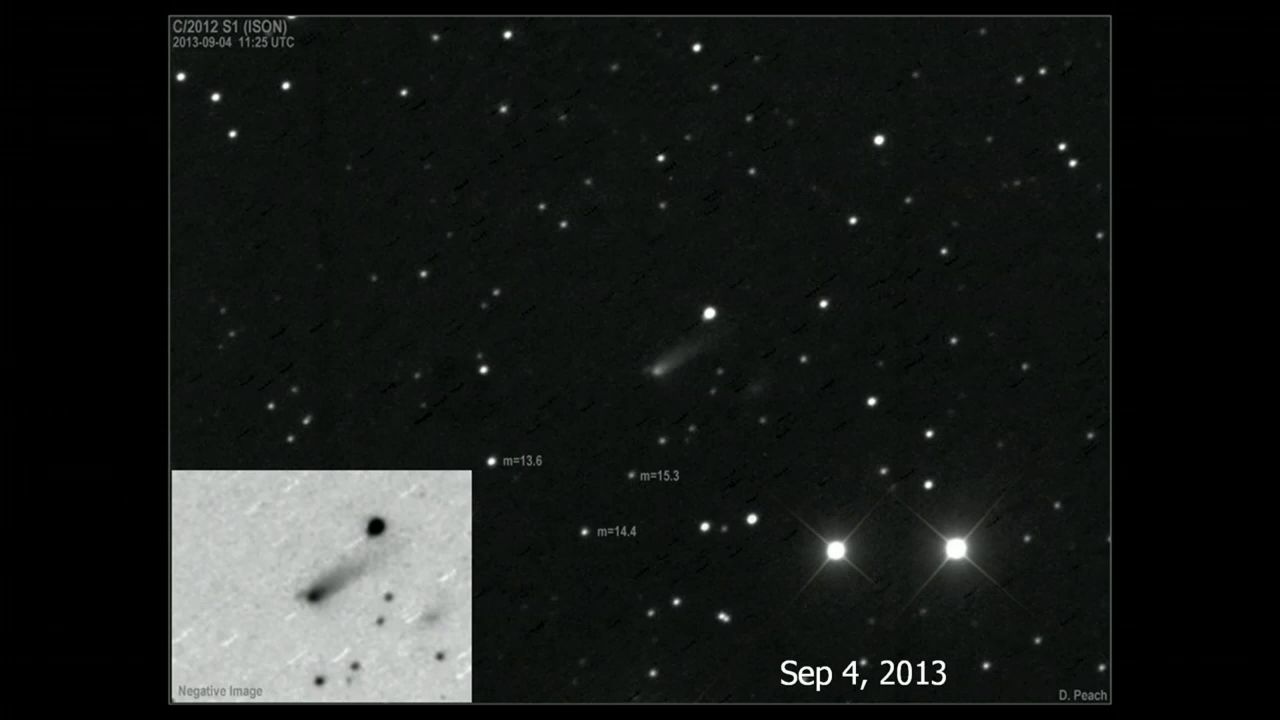 C/2012 S1 (ISON)
2013-09-04 11:25 UTC
m=13.6
m=15.3
m=14.4
Negative Image
Sep 4, 2013
D. Peach